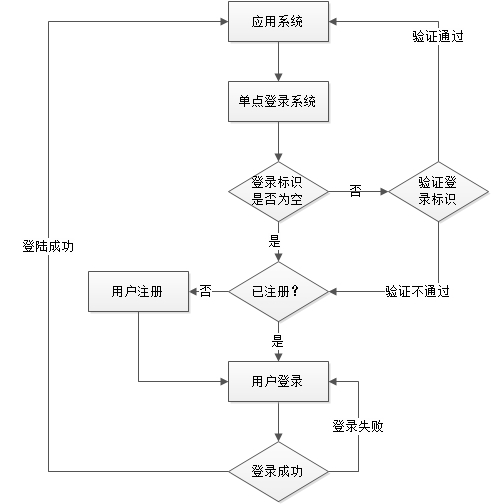 应用系统
验证通过
单点登录系统
登录标识
是否为空
否
验证登
录标识
是
登陆成功
用户注册
否
已注册？
验证不通过
是
用户登录
登录失败
登录成功